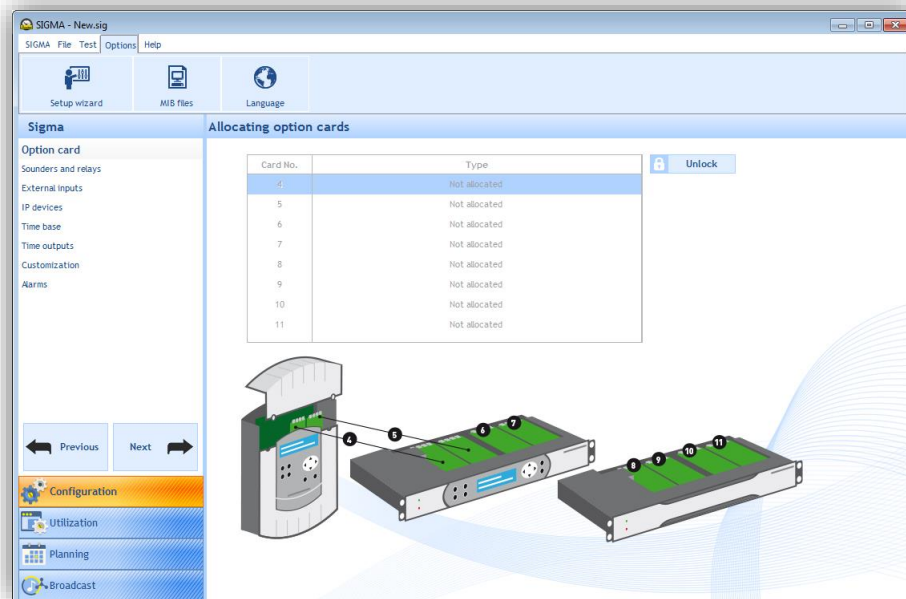 SIGMA - New.sig
SIGMA File Test Options Help
Setup wizard MIB files Language
Sigma
Allocating option cards
Option card
Sounders and relays
External inputs
IP devices
Time base
Time outputs
Customization
Alarms
Card No. Type
4 Not allocated
5 Not allocated
6 Not allocated
7 Not allocated
8 Not allocated
9 Not allocated
10 Not allocated
11 Not allocated
Unlock
4 5 6 7 8 9 10 11
Previous Next
Configuration
Utilization
Planning
Broadcast